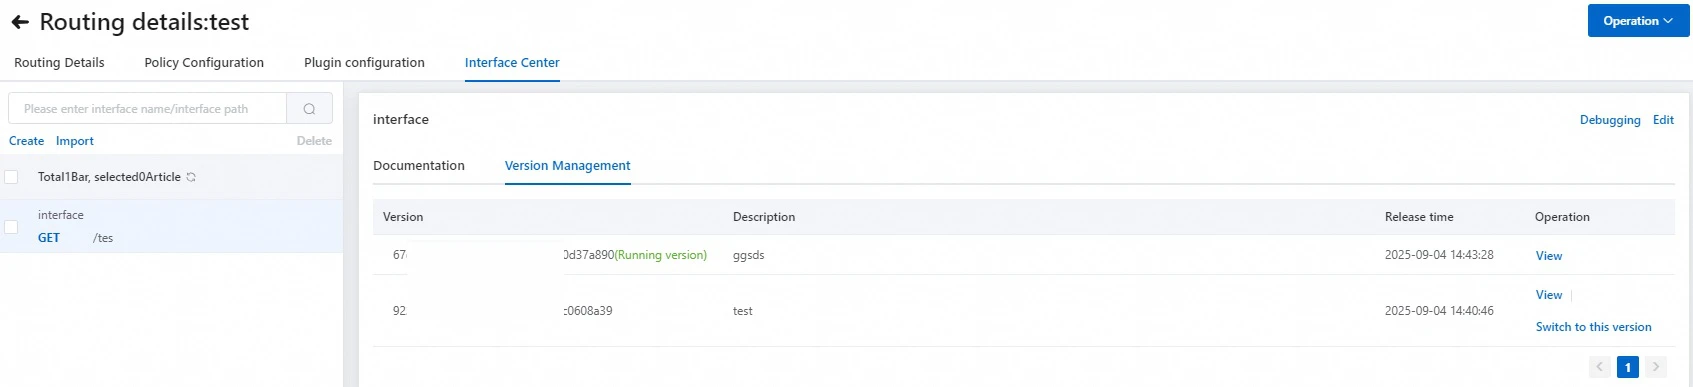 Routing details:test
Operation
Routing Details Policy Configuration Plugin configuration Interface Center
Please enter interface name/interface path
Create Import Delete
Total1Bar, selected0Article
interface
GET /tes
interface
Debugging Edit
Documentation Version Management
Version Description Release time Operation
67 0d37a890(Running version) ggsds 2025-09-04 14:43:28 View
92 c0608a39 test 2025-09-04 14:40:46 View
Switch to this version
1